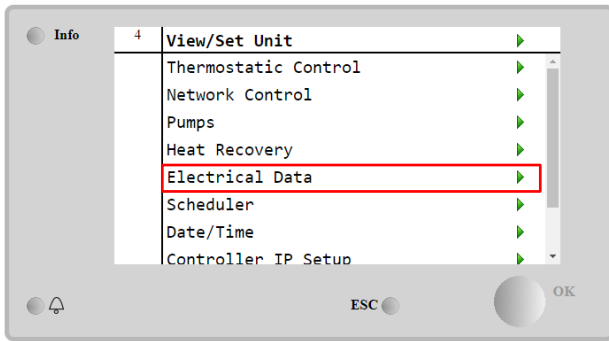 Info
4 View/Set Unit
Thermostatic Control
Network Control
Pumps
Heat Recovery
Electrical Data
Scheduler
Date/Time
Controller IP Setup
ESC OK